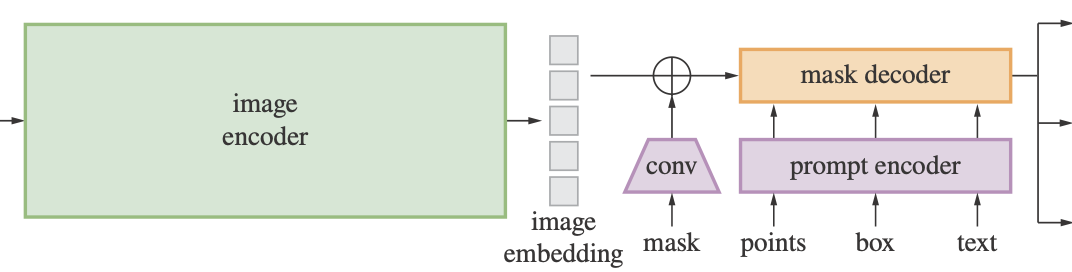 image
encoder
image
embedding
conv
mask
mask decoder
prompt encoder
points
box
text